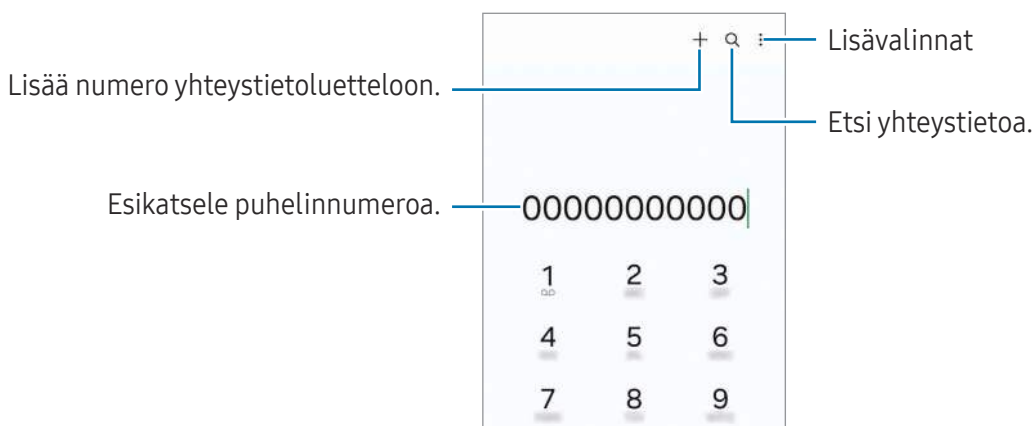 Lisävalinnat
Lisää numero yhteystietoluetteloon.
Etsi yhteystietoa.
Esikatsele puhelinnumeroa.
00000000000
1 2 3
4 5 6
7 8 9